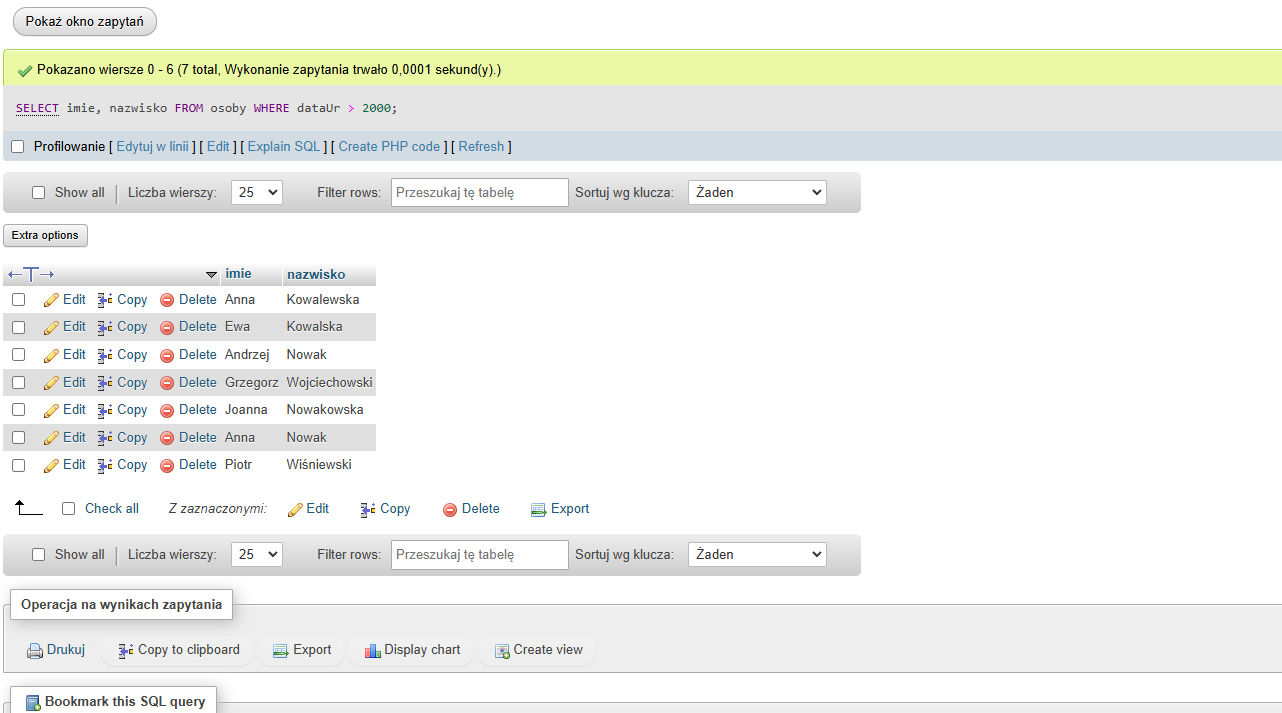 Pokaż okno zapytań
Pokazano wiersze 0 - 6 (7 total, Wykonanie zapytania trwało 0,0001 sekund(y).)
SELECT imie, nazwisko FROM osoby WHERE dataUr > 2000;
Profilowanie [ Edytuj w linii ] [ Edit ] [ Explain SQL ] [ Create PHP code ] [ Refresh ]
Show all | Liczba wierszy: 25 Filter rows: Przeszukaj tę tabelę Sortuj wg klucza: Żaden
Extra options
←T→ imie nazwisko
Edit Copy Delete Anna Kowalewska
Edit Copy Delete Ewa Kowalska
Edit Copy Delete Andrzej Nowak
Edit Copy Delete Grzegorz Wojciechowski
Edit Copy Delete Joanna Nowakowska
Edit Copy Delete Anna Nowak
Edit Copy Delete Piotr Wiśniewski
Check all Z zaznaczonymi: Edit Copy Delete Export
Show all | Liczba wierszy: 25 Filter rows: Przeszukaj tę tabelę Sortuj wg klucza: Żaden
Operacja na wynikach zapytania
Drukuj Copy to clipboard Export Display chart Create view
Bookmark this SQL query